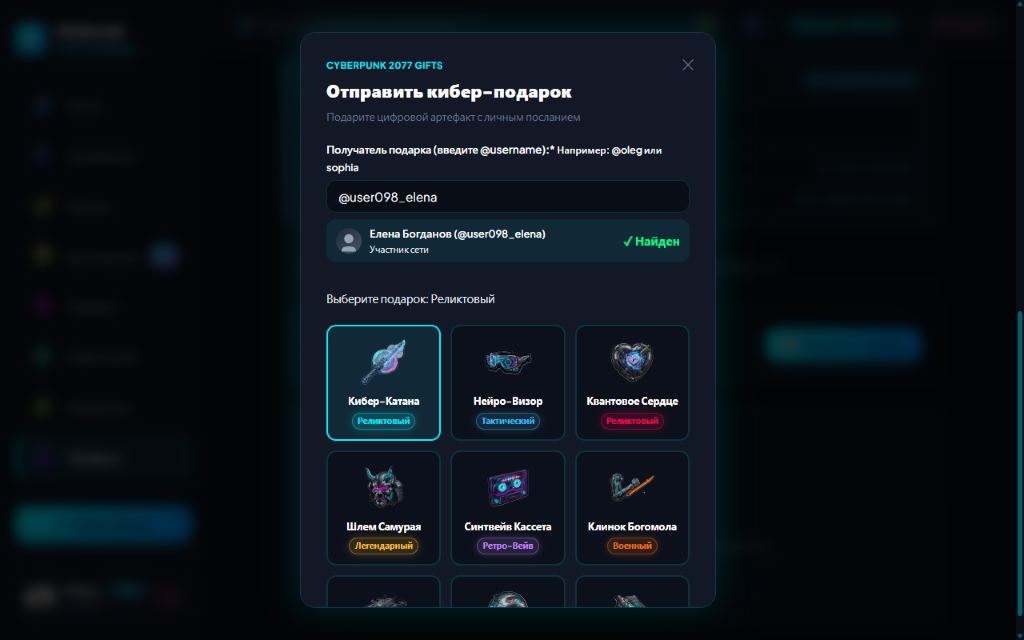 CYBERPUNK 2077 GIFTS
Отправить кибер-подарок
Подарите цифровой артефакт с личным посланием
Получатель подарка (введите @username):* Например: @oleg или
sophia
@user098_elena
Елена Богданов (@user098_elena)
Участник сети
✓ Найден
Выберите подарок: Реликтовый
Кибер-Катана
Реликтовый
Нейро-Визор
Тактический
Квантовое Сердце
Реликтовый
Шлем Самурая
Легендарный
Синтвейв Кассета
Ретро-Вейв
Клинок Богомола
Военный